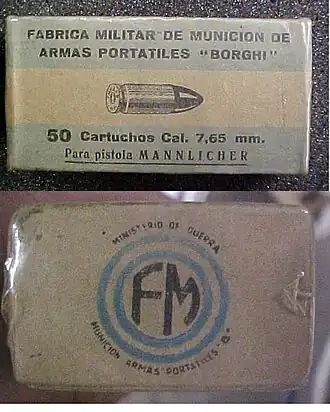 FABRICA MILITAR DE MUNICION DE
ARMAS PORTATILES "BORGHI"
50 Cartuchos Cal. 7,65 mm.
Para pistola MANNLICHER
MINISTERIO DE GUERRA
FM
MUNICION ARMAS PORTATILES -B-